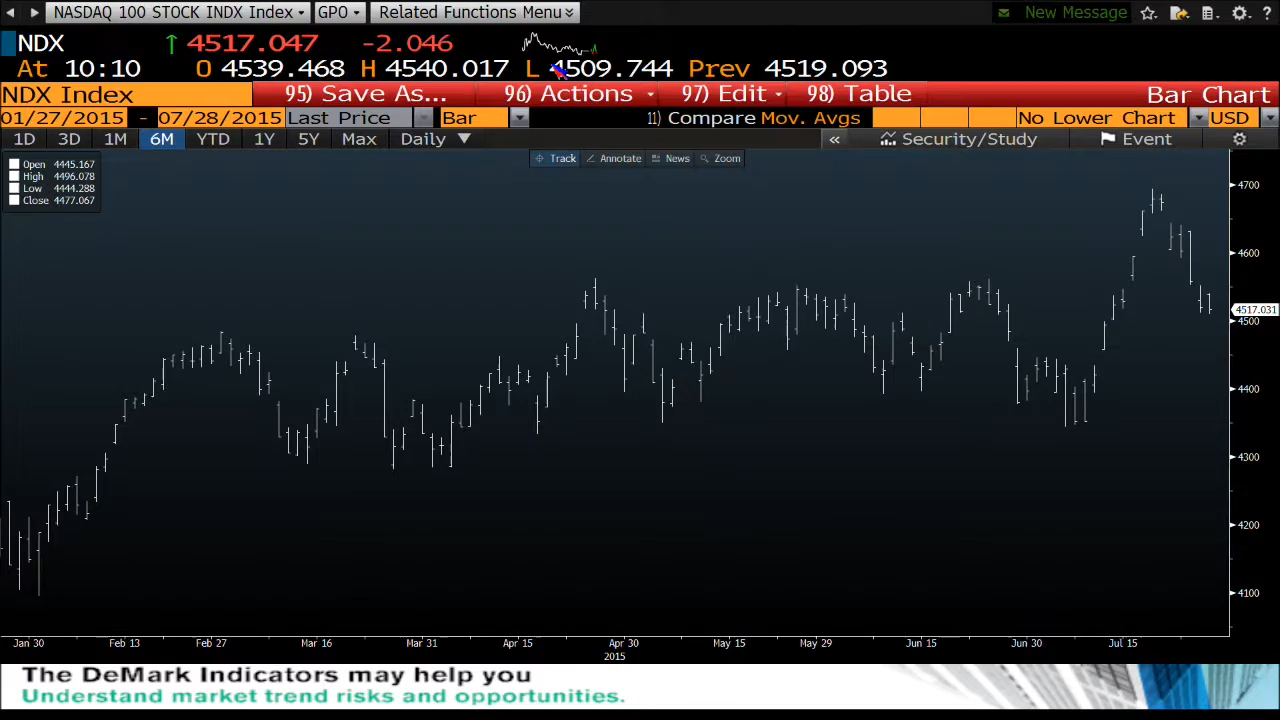 NASDAQ 100 STOCK INDX Index GPO Related Functions Menu New Message ?
NDX 4517.047 -2.046
At 10:10 O 4539.468 H 4540.017 L 4509.744 Prev 4519.093
NDX Index 95) Save As... 96) Actions 97) Edit 98) Table Bar Chart
01/27/2015 - 07/28/2015 Last Price Bar 11) Compare Mov. Avgs No Lower Chart USD
1D 3D 1M 6M YTD 1Y 5Y Max Daily « Security/Study Event
Track Annotate News Zoom
Open 4445.167
High 4496.078
Low 4444.288
Close 4477.067
4700
4600
4517.031
4500
4400
4300
4200
4100
Jan 30 Feb 13 Feb 27 Mar 16 Mar 31 Apr 15 Apr 30 May 15 May 29 Jun 15 Jun 30 Jul 15
2015
The DeMark Indicators may help you
Understand market trend risks and opportunities.